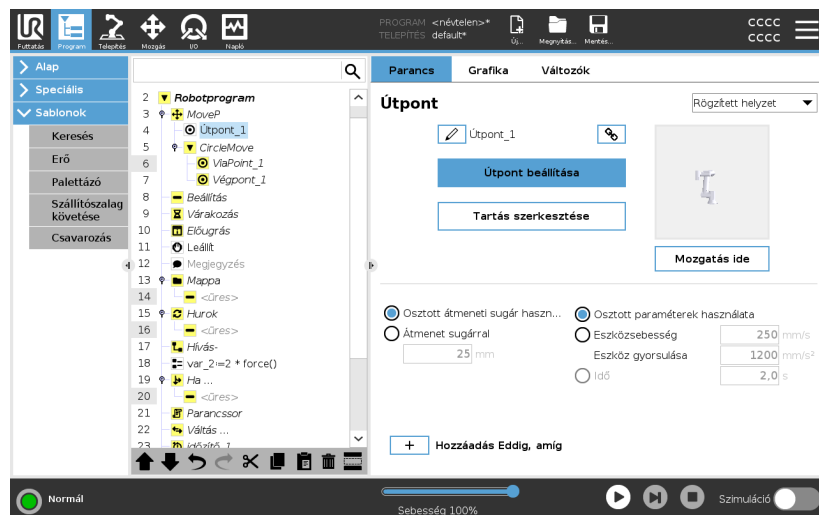 PROGRAM <névtelen>*
TELEPÍTÉS default*
Futtatás
Program
Telepítés
Mozgás
I/O
Napló
Új...
Megnyitás...
Mentés...
cccc
cccc
Alap
Speciális
Sablonok
Keresés
Erő
Palettázó
Szállítószalag
követése
Csavarozás
2 Robotprogram
3 MoveP
4 Útpont_1
5 CircleMove
6 ViaPoint_1
7 Végpont_1
8 Beállítás
9 Várakozás
10 Előugrás
11 Leállít
12 Megjegyzés
13 Mappa
14 <üres>
15 Hurok
16 <üres>
17 Hívás-
18 var_2≔2 * force()
19 Ha ...
20 <üres>
21 Parancssor
22 Váltás ...
23 Időzítő_1
Parancs
Grafika
Változók
Útpont
Rögzített helyzet
Útpont_1
Útpont beállítása
Tartás szerkesztése
Mozgatás ide
Osztott átmeneti sugár haszn...
Átmenet sugárral
25 mm
Osztott paraméterek használata
Eszközsebesség 250 mm/s
Eszköz gyorsulása 1200 mm/s²
Idő 2,0 s
+ Hozzáadás Eddig, amíg
Normál
Sebesség 100%
Szimuláció